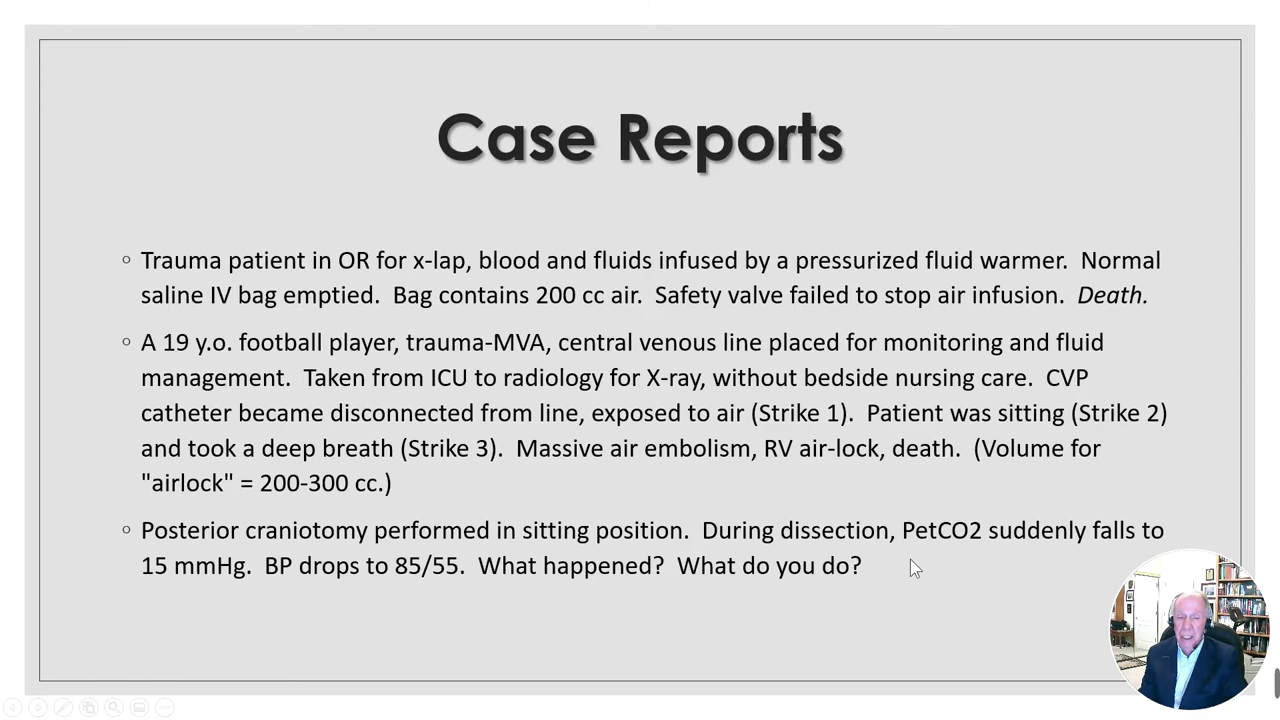 Case Reports
Trauma patient in OR for x-lap, blood and fluids infused by a pressurized fluid warmer.  Normal
saline IV bag emptied.  Bag contains 200 cc air.  Safety valve failed to stop air infusion.  Death.
A 19 y.o. football player, trauma-MVA, central venous line placed for monitoring and fluid
management.  Taken from ICU to radiology for X-ray, without bedside nursing care.  CVP
catheter became disconnected from line, exposed to air (Strike 1).  Patient was sitting (Strike 2)
and took a deep breath (Strike 3).  Massive air embolism, RV air-lock, death.  (Volume for
"airlock" = 200-300 cc.)
Posterior craniotomy performed in sitting position.  During dissection, PetCO2 suddenly falls to
15 mmHg.  BP drops to 85/55.  What happened?  What do you do?